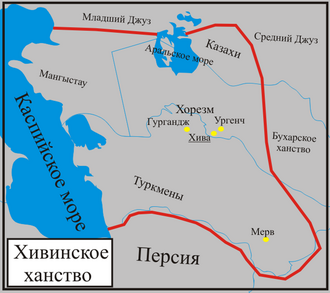 Младший Джуз
Казахи
Средний Джуз
Аральское море
Мангыстау
Каспийское море
Хорезм
Гургандж
Ургенч
Хива
Бухарское
ханство
Туркмены
Мерв
Персия
Хивинское
ханство